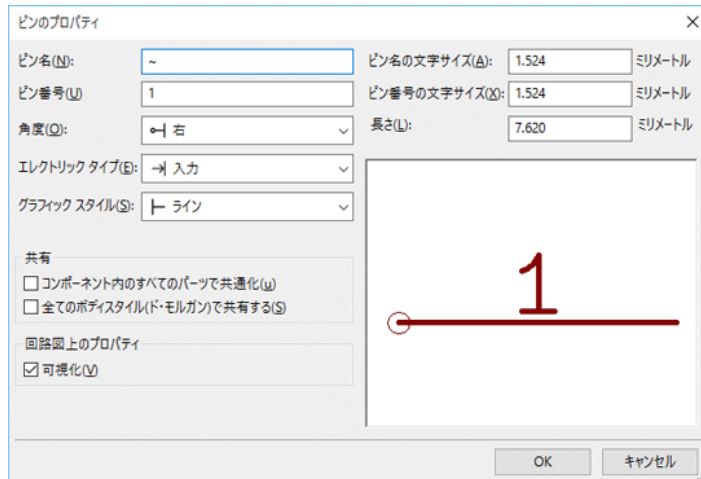 ピンのプロパティ
ピン名(N): ~ ピン名の文字サイズ(A): 1.524 ミリメートル
ピン番号(U) 1 ピン番号の文字サイズ(X): 1.524 ミリメートル
角度(O): 右 長さ(L): 7.620 ミリメートル
エレクトリック タイプ(E): 入力
グラフィック スタイル(S): ライン
共有
コンポーネント内のすべてのパーツで共通化(u)
全てのボディスタイル(ド・モルガン)で共有する(S)
1
回路図上のプロパティ
可視化(V)
OK キャンセル